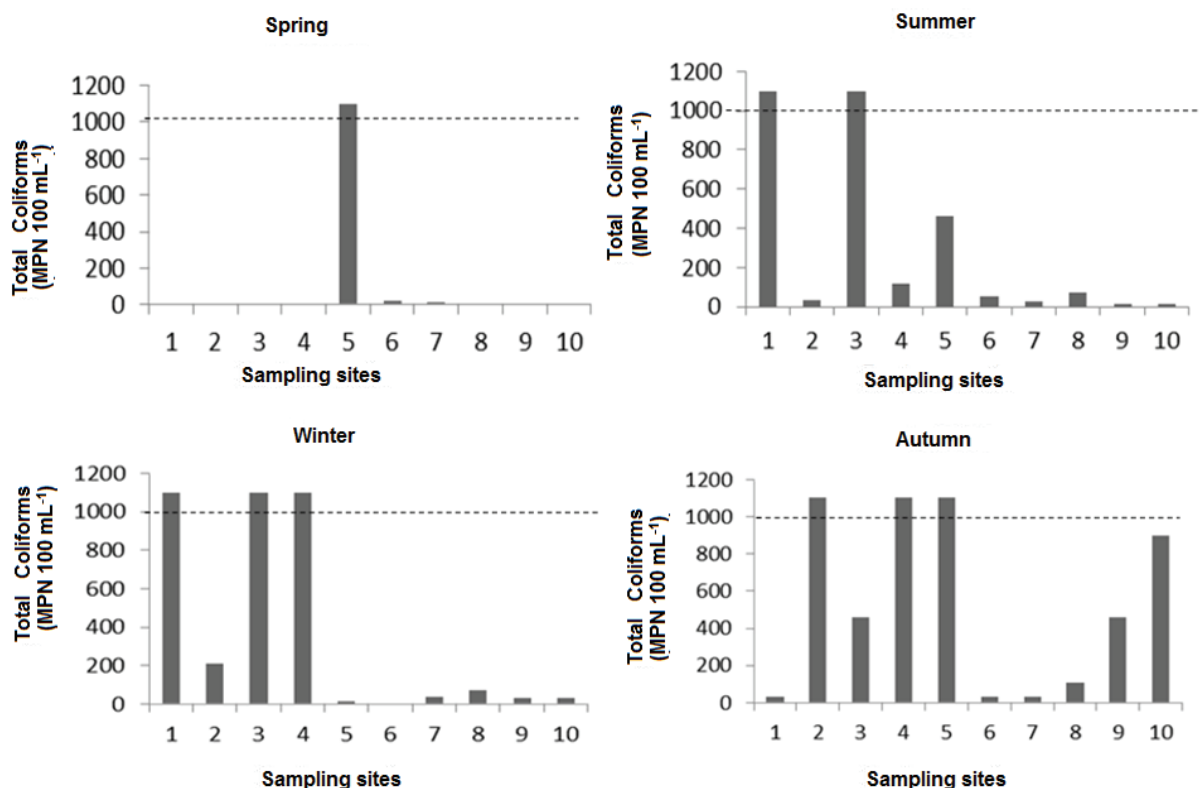 Spring
Total Coliforms
(MPN 100 mL-1)
1200
1000
800
600
400
200
0
1 2 3 4 5 6 7 8 9 10
Sampling sites
Summer
Total Coliforms
(MPN 100 mL-1)
1200
1000
800
600
400
200
0
1 2 3 4 5 6 7 8 9 10
Sampling sites
Winter
Total Coliforms
(MPN 100 mL-1)
1200
1000
800
600
400
200
0
1 2 3 4 5 6 7 8 9 10
Sampling sites
Autumn
Total Coliforms
(MPN 100 mL-1)
1200
1000
800
600
400
200
0
1 2 3 4 5 6 7 8 9 10
Sampling sites